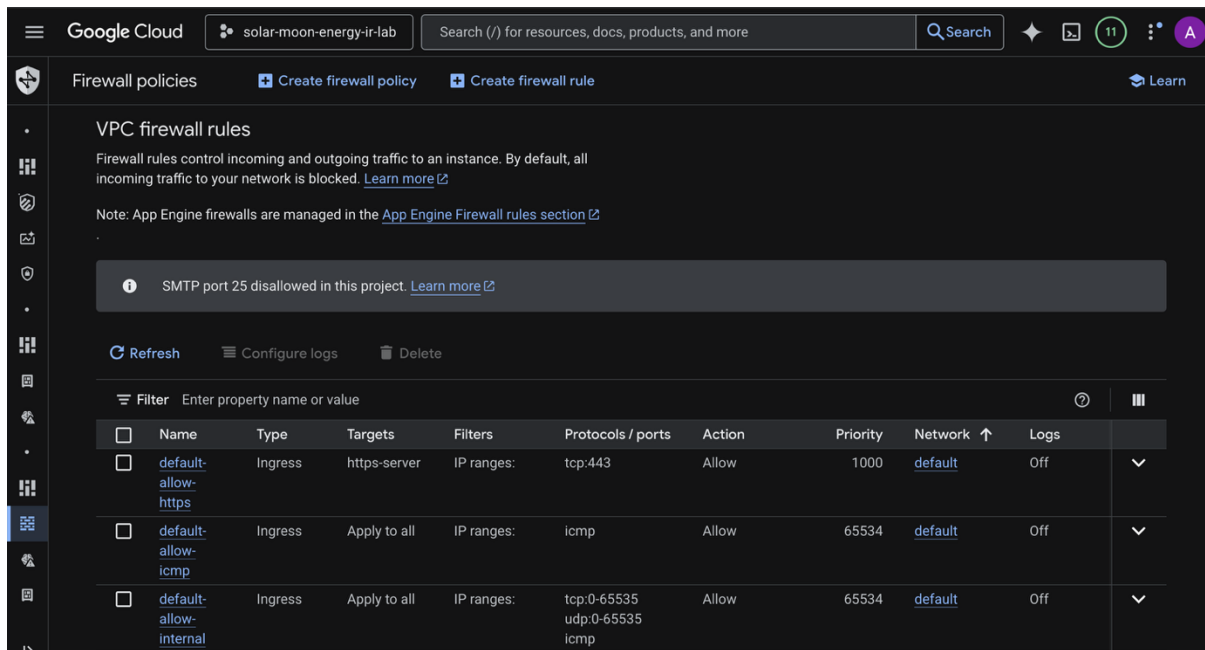 Google Cloud
solar-moon-energy-ir-lab
Search (/) for resources, docs, products, and more
Search
11
A
Firewall policies
Create firewall policy
Create firewall rule
Learn
VPC firewall rules
Firewall rules control incoming and outgoing traffic to an instance. By default, all
incoming traffic to your network is blocked. Learn more
Note: App Engine firewalls are managed in the App Engine Firewall rules section
.
SMTP port 25 disallowed in this project. Learn more
Refresh
Configure logs
Delete
Filter Enter property name or value
Name Type Targets Filters Protocols / ports Action Priority Network Logs
default- Ingress https-server IP ranges: tcp:443 Allow 1000 default Off
allow-
https
default- Ingress Apply to all IP ranges: icmp Allow 65534 default Off
allow-
icmp
default- Ingress Apply to all IP ranges: tcp:0-65535 Allow 65534 default Off
allow- udp:0-65535
internal icmp